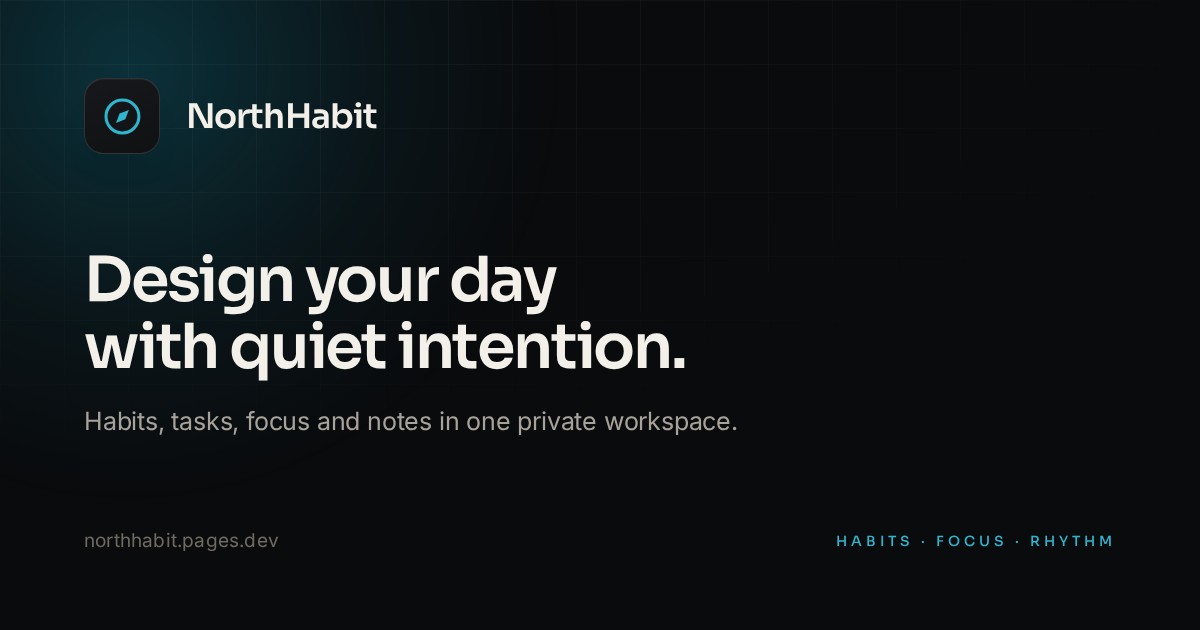 NorthHabit
Design your day
with quiet intention.
Habits, tasks, focus and notes in one private workspace.
northhabit.pages.dev
HABITS · FOCUS · RHYTHM